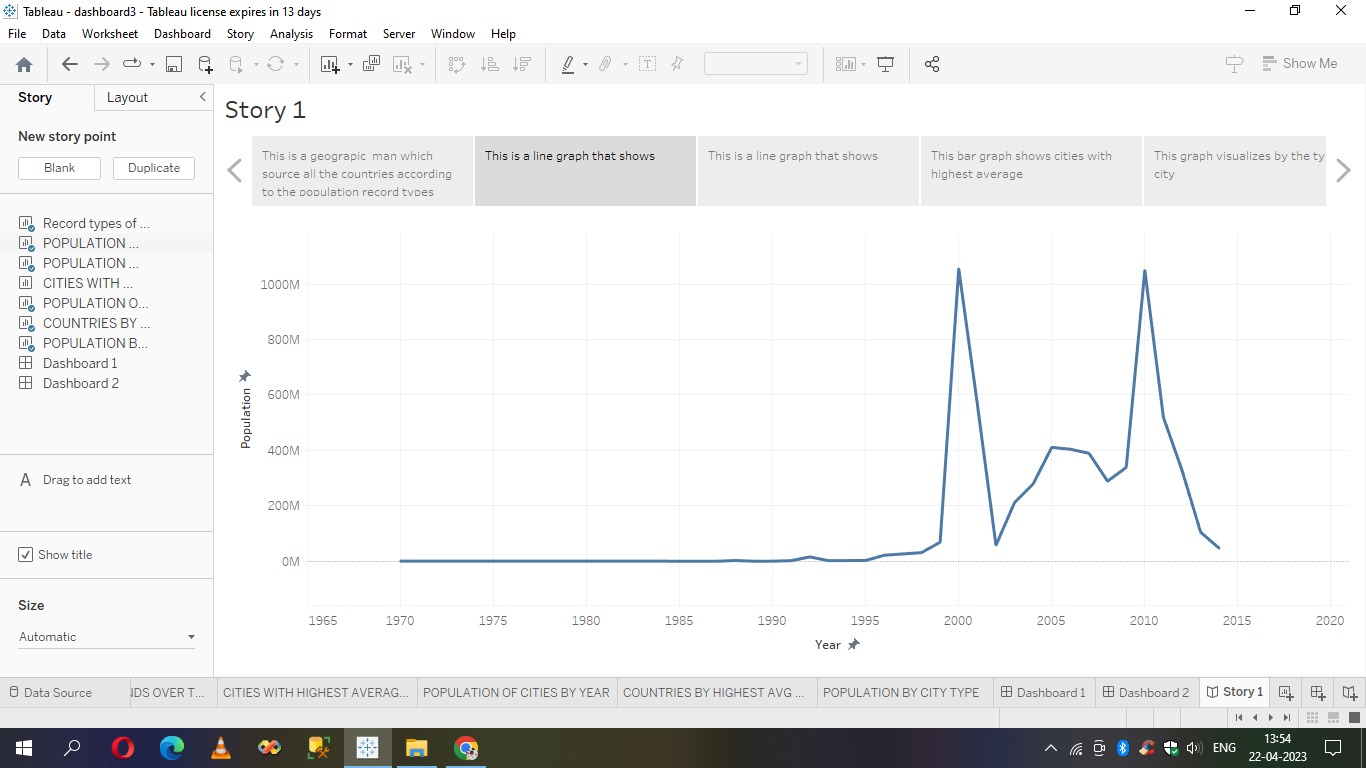 Tableau - dashboard3 - Tableau license expires in 13 days
File Data Worksheet Dashboard Story Analysis Format Server Window Help
Show Me
Story Layout
New story point
Blank Duplicate
Record types of ...
POPULATION ...
POPULATION ...
CITIES WITH ...
POPULATION O...
COUNTRIES BY ...
POPULATION B...
Dashboard 1
Dashboard 2
A Drag to add text
Show title
Size
Automatic
Story 1
This is a geograpic man which
source all the countries according
to the population record types
This is a line graph that shows
This is a line graph that shows
This bar graph shows cities with
highest average
This graph visualizes by the ty
city
1000M
800M
600M
400M
200M
0M
Population
1965 1970 1975 1980 1985 1990 1995 2000 2005 2010 2015 2020
Year
Data Source IDS OVER T... CITIES WITH HIGHEST AVERAG... POPULATION OF CITIES BY YEAR COUNTRIES BY HIGHEST AVG ... POPULATION BY CITY TYPE Dashboard 1 Dashboard 2 Story 1
ENG
13:54
22-04-2023